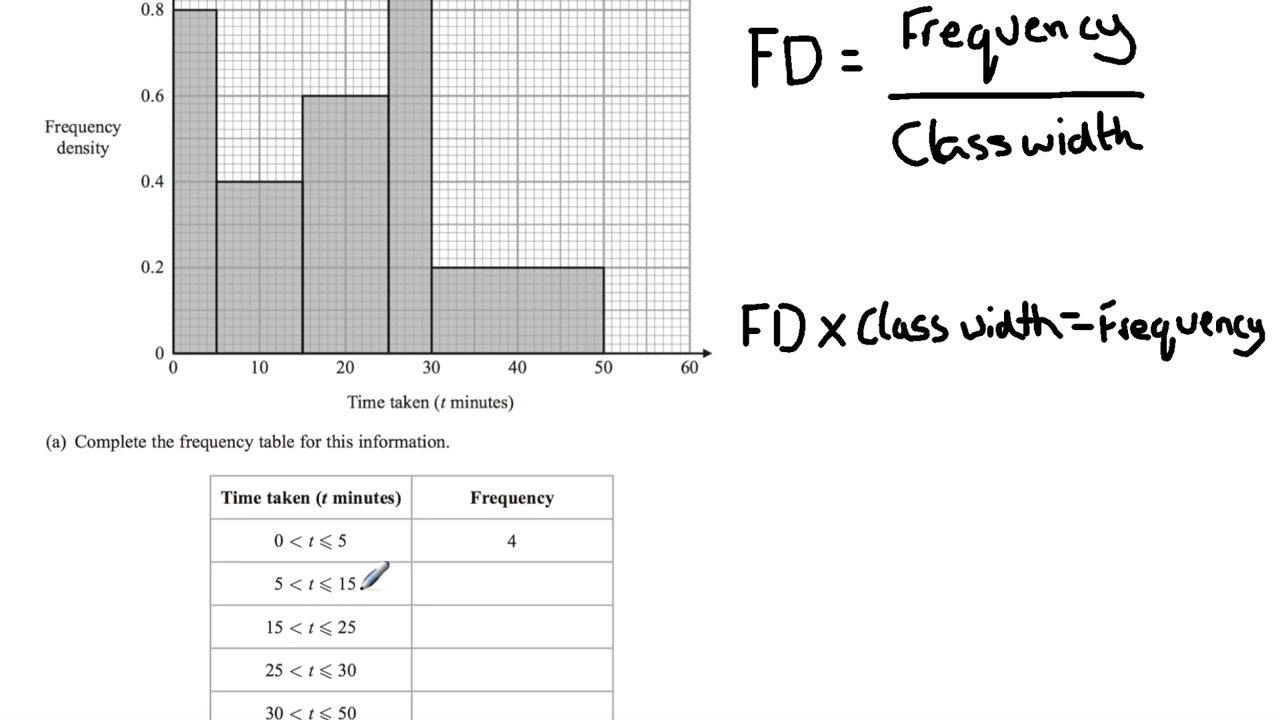 0.8
0.6
Frequency
density
0.4
0.2
0
0 10 20 30 40 50 60
Time taken (t minutes)
FD = Frequency
Class width
FD x Class width = Frequency
(a) Complete the frequency table for this information.
Time taken (t minutes) Frequency
0 < t ⩽ 5 4
5 < t ⩽ 15
15 < t ⩽ 25
25 < t ⩽ 30
30 < t ⩽ 50